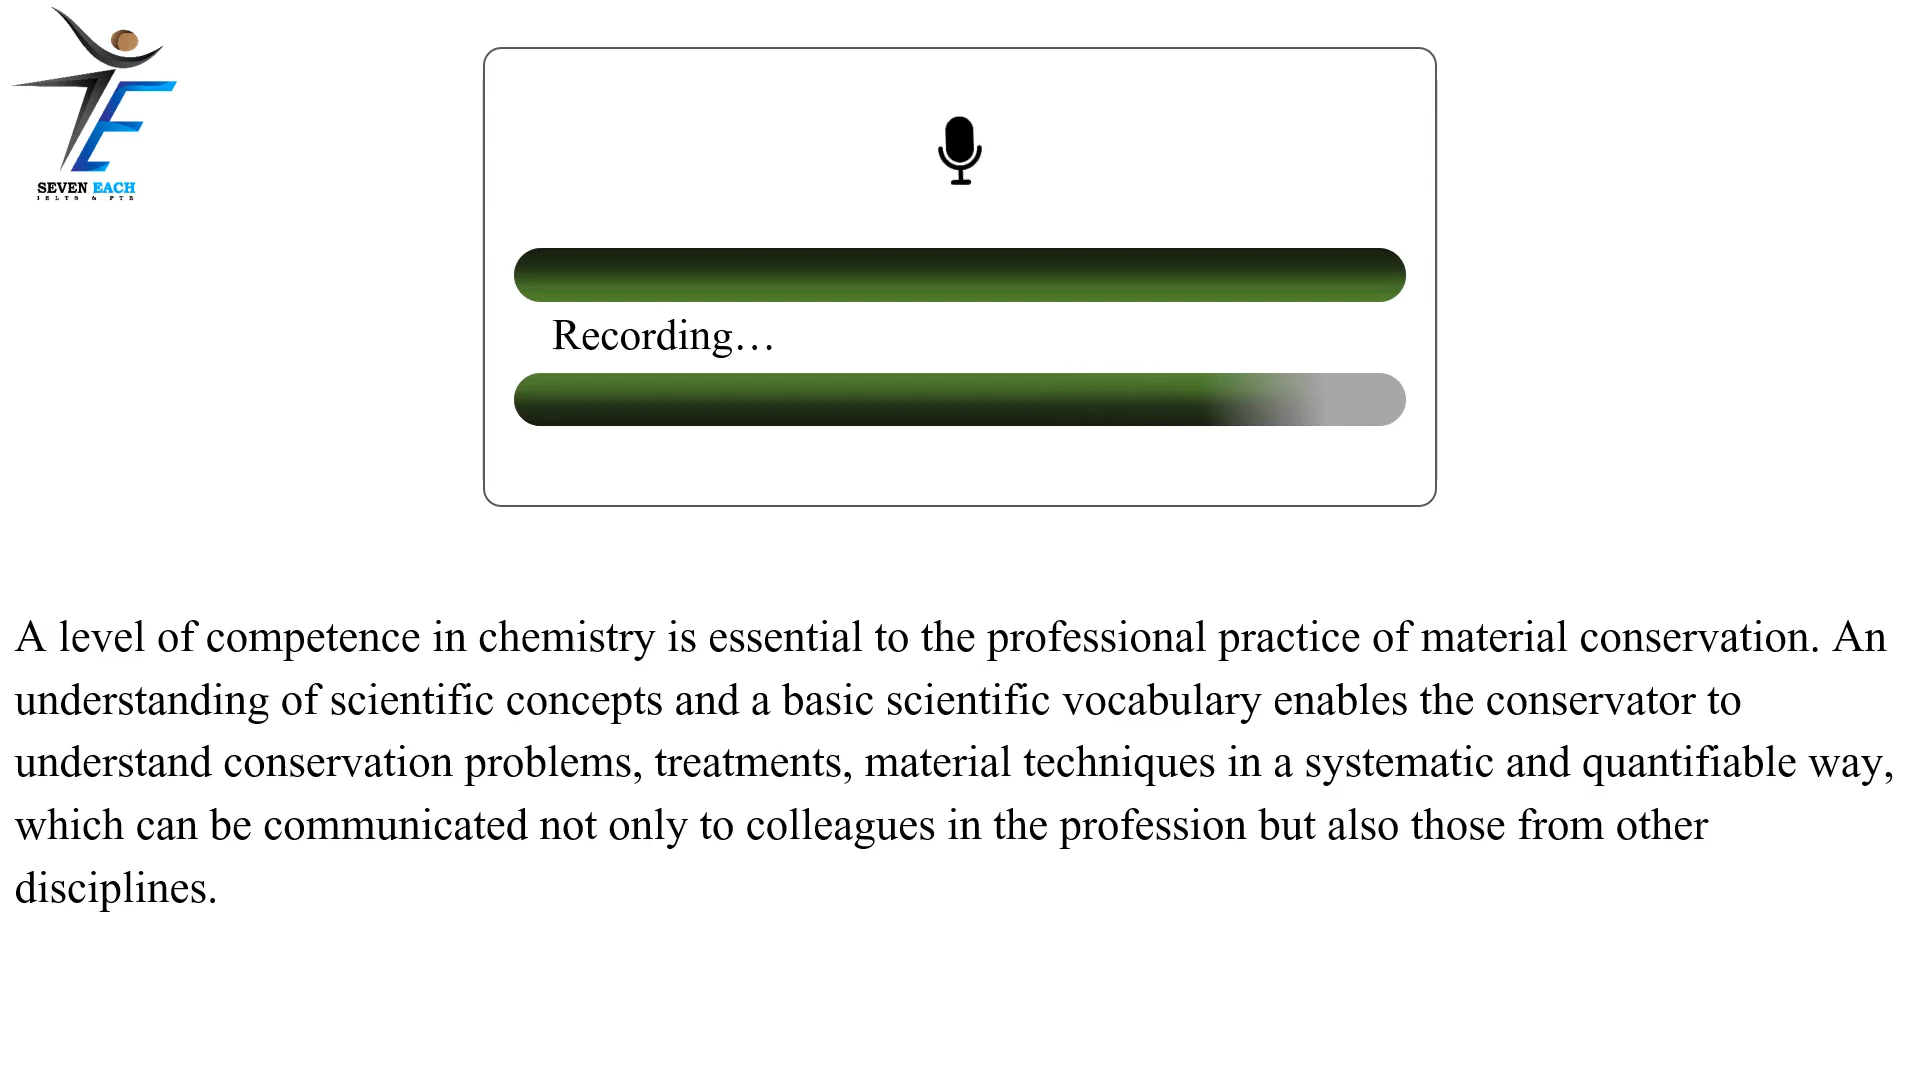 SEVEN EACH
IELTS & PTE
Recording…
A level of competence in chemistry is essential to the professional practice of material conservation. An
understanding of scientific concepts and a basic scientific vocabulary enables the conservator to
understand conservation problems, treatments, material techniques in a systematic and quantifiable way,
which can be communicated not only to colleagues in the profession but also those from other
disciplines.